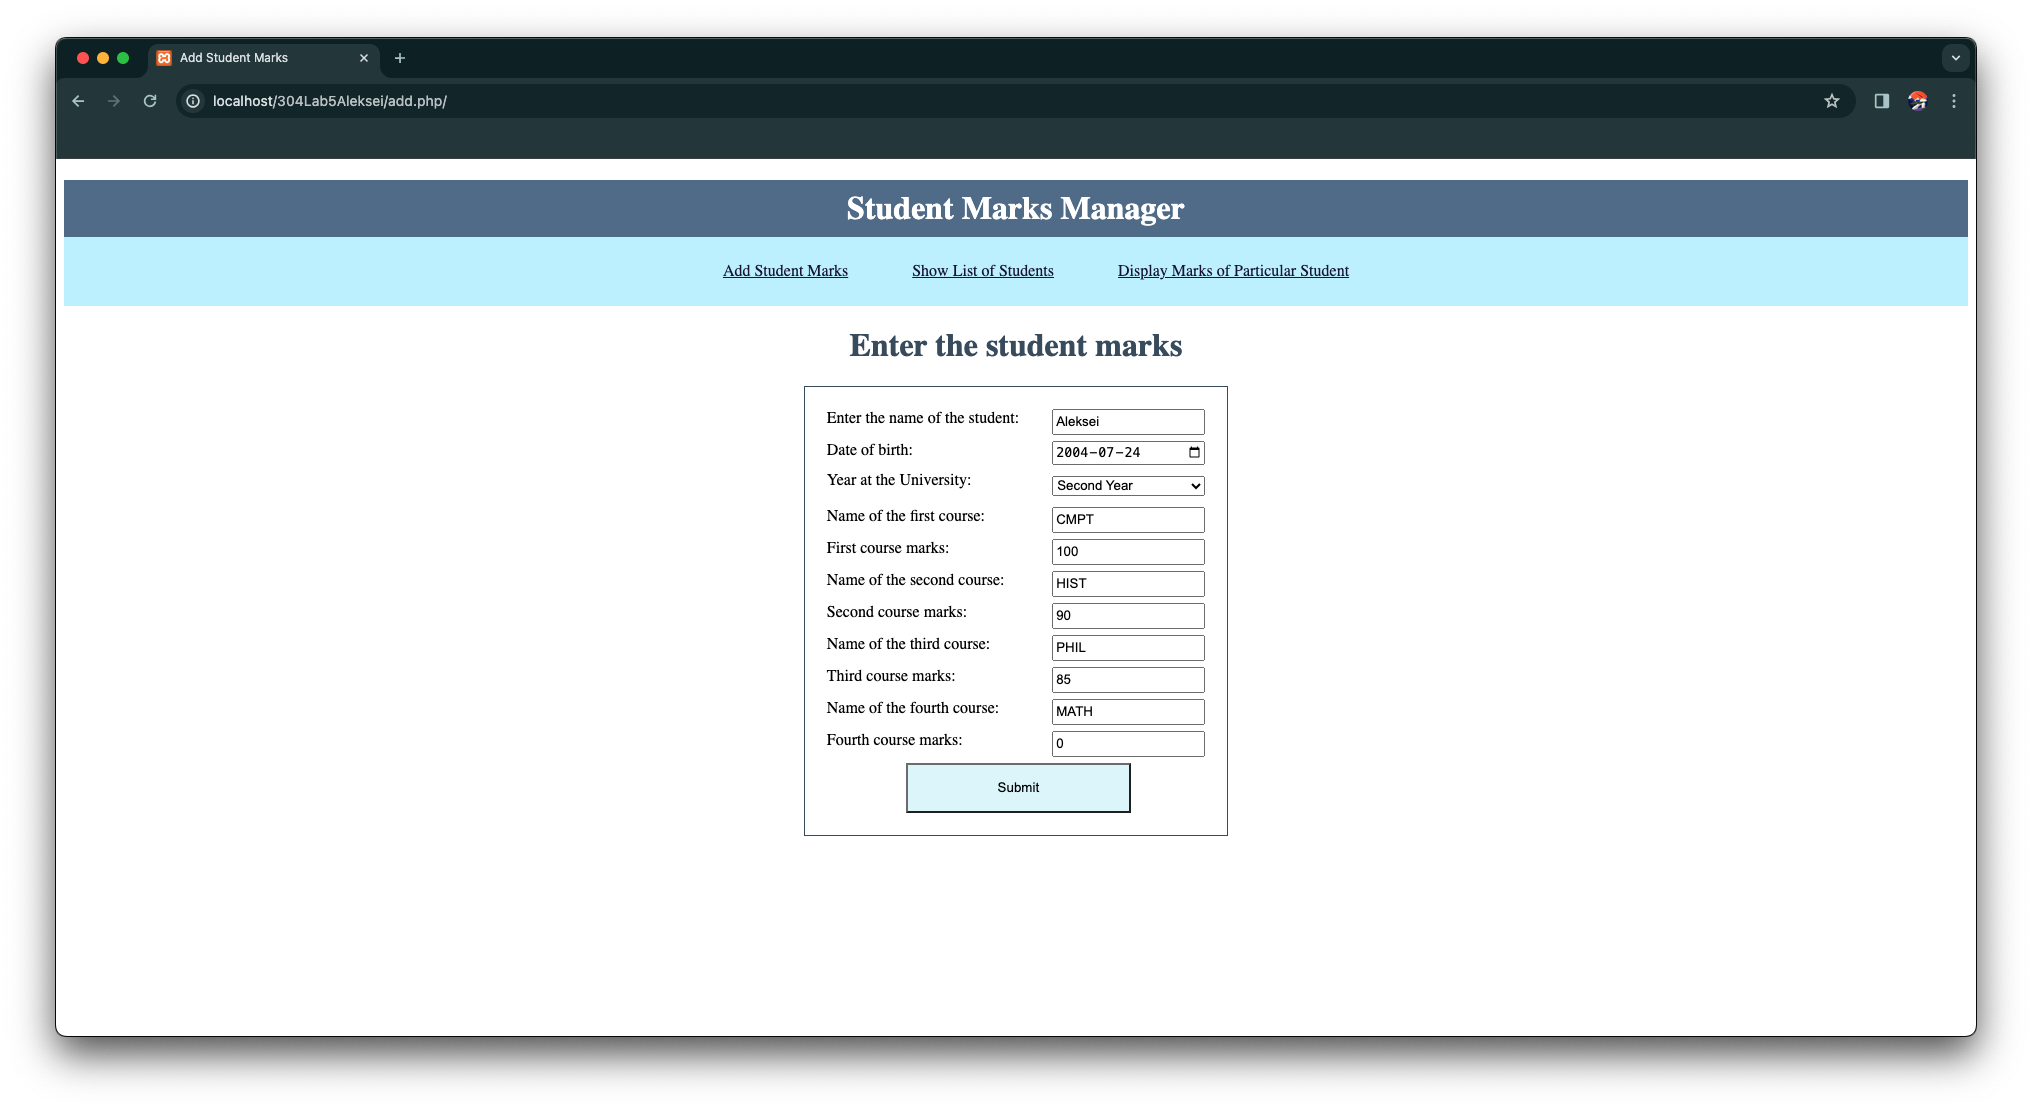 Add Student Marks
localhost/304Lab5Aleksei/add.php/
Student Marks Manager
Add Student Marks Show List of Students Display Marks of Particular Student
Enter the student marks
Enter the name of the student: Aleksei
Date of birth: 2004-07-24
Year at the University: Second Year
Name of the first course: CMPT
First course marks: 100
Name of the second course: HIST
Second course marks: 90
Name of the third course: PHIL
Third course marks: 85
Name of the fourth course: MATH
Fourth course marks: 0
Submit